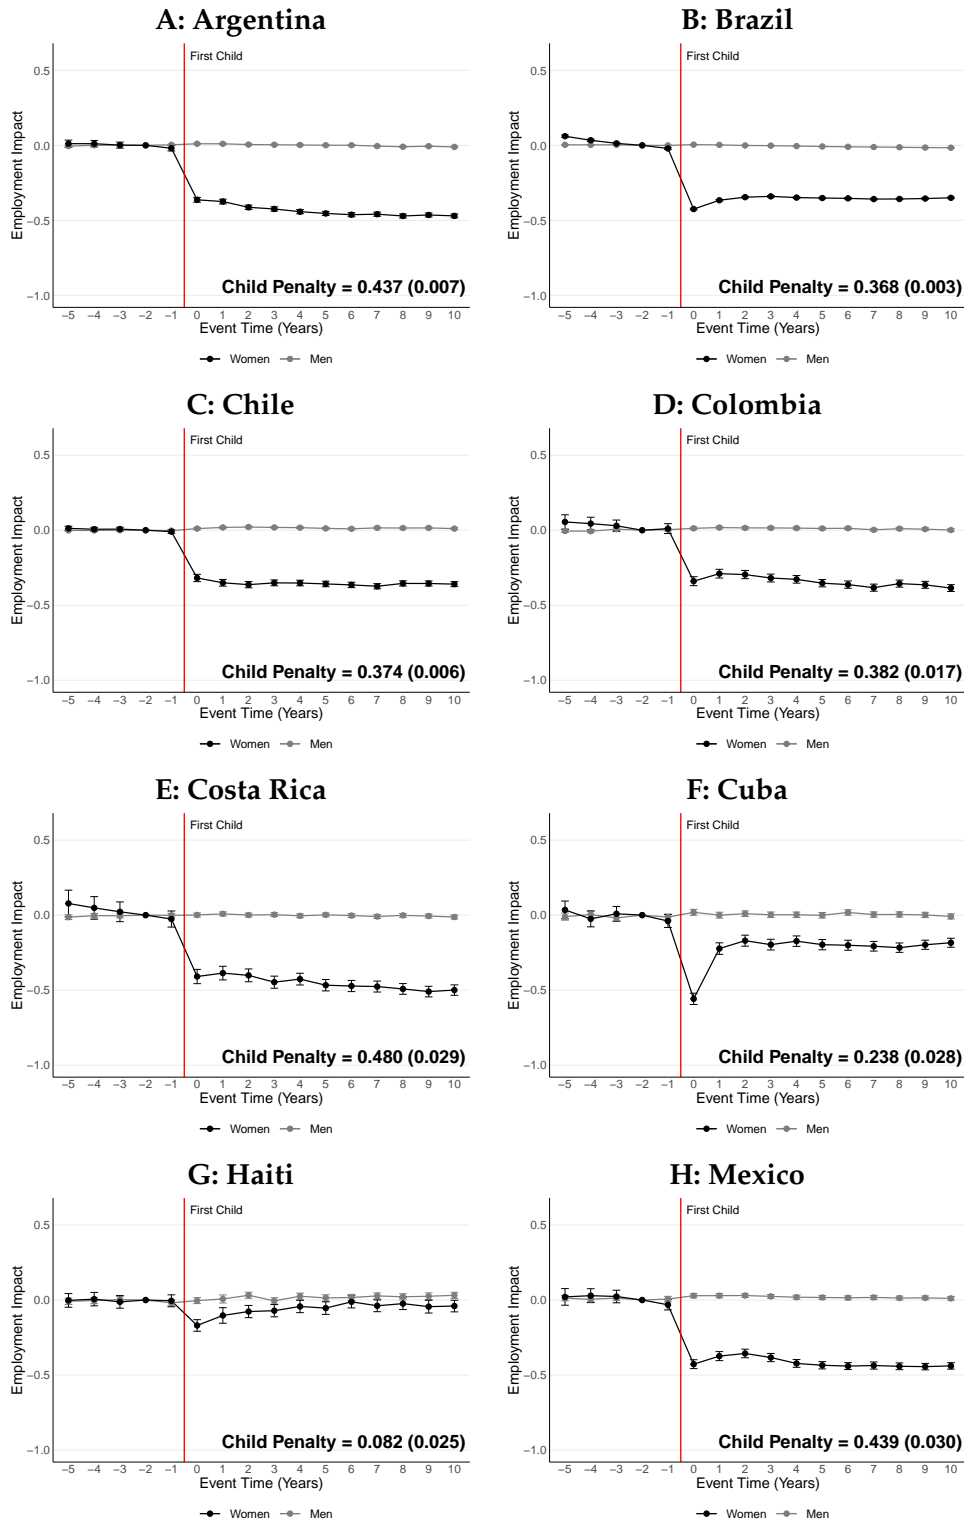 A: Argentina
First Child
0.5
0.0
−0.5
−1.0
Employment Impact
Child Penalty = 0.437 (0.007)
−5 −4 −3 −2 −1 0 1 2 3 4 5 6 7 8 9 10
Event Time (Years)
Women Men
B: Brazil
First Child
0.5
0.0
−0.5
−1.0
Employment Impact
Child Penalty = 0.368 (0.003)
−5 −4 −3 −2 −1 0 1 2 3 4 5 6 7 8 9 10
Event Time (Years)
Women Men
C: Chile
First Child
0.5
0.0
−0.5
−1.0
Employment Impact
Child Penalty = 0.374 (0.006)
−5 −4 −3 −2 −1 0 1 2 3 4 5 6 7 8 9 10
Event Time (Years)
Women Men
D: Colombia
First Child
0.5
0.0
−0.5
−1.0
Employment Impact
Child Penalty = 0.382 (0.017)
−5 −4 −3 −2 −1 0 1 2 3 4 5 6 7 8 9 10
Event Time (Years)
Women Men
E: Costa Rica
First Child
0.5
0.0
−0.5
−1.0
Employment Impact
Child Penalty = 0.480 (0.029)
−5 −4 −3 −2 −1 0 1 2 3 4 5 6 7 8 9 10
Event Time (Years)
Women Men
F: Cuba
First Child
0.5
0.0
−0.5
−1.0
Employment Impact
Child Penalty = 0.238 (0.028)
−5 −4 −3 −2 −1 0 1 2 3 4 5 6 7 8 9 10
Event Time (Years)
Women Men
G: Haiti
First Child
0.5
0.0
−0.5
−1.0
Employment Impact
Child Penalty = 0.082 (0.025)
−5 −4 −3 −2 −1 0 1 2 3 4 5 6 7 8 9 10
Event Time (Years)
Women Men
H: Mexico
First Child
0.5
0.0
−0.5
−1.0
Employment Impact
Child Penalty = 0.439 (0.030)
−5 −4 −3 −2 −1 0 1 2 3 4 5 6 7 8 9 10
Event Time (Years)
Women Men